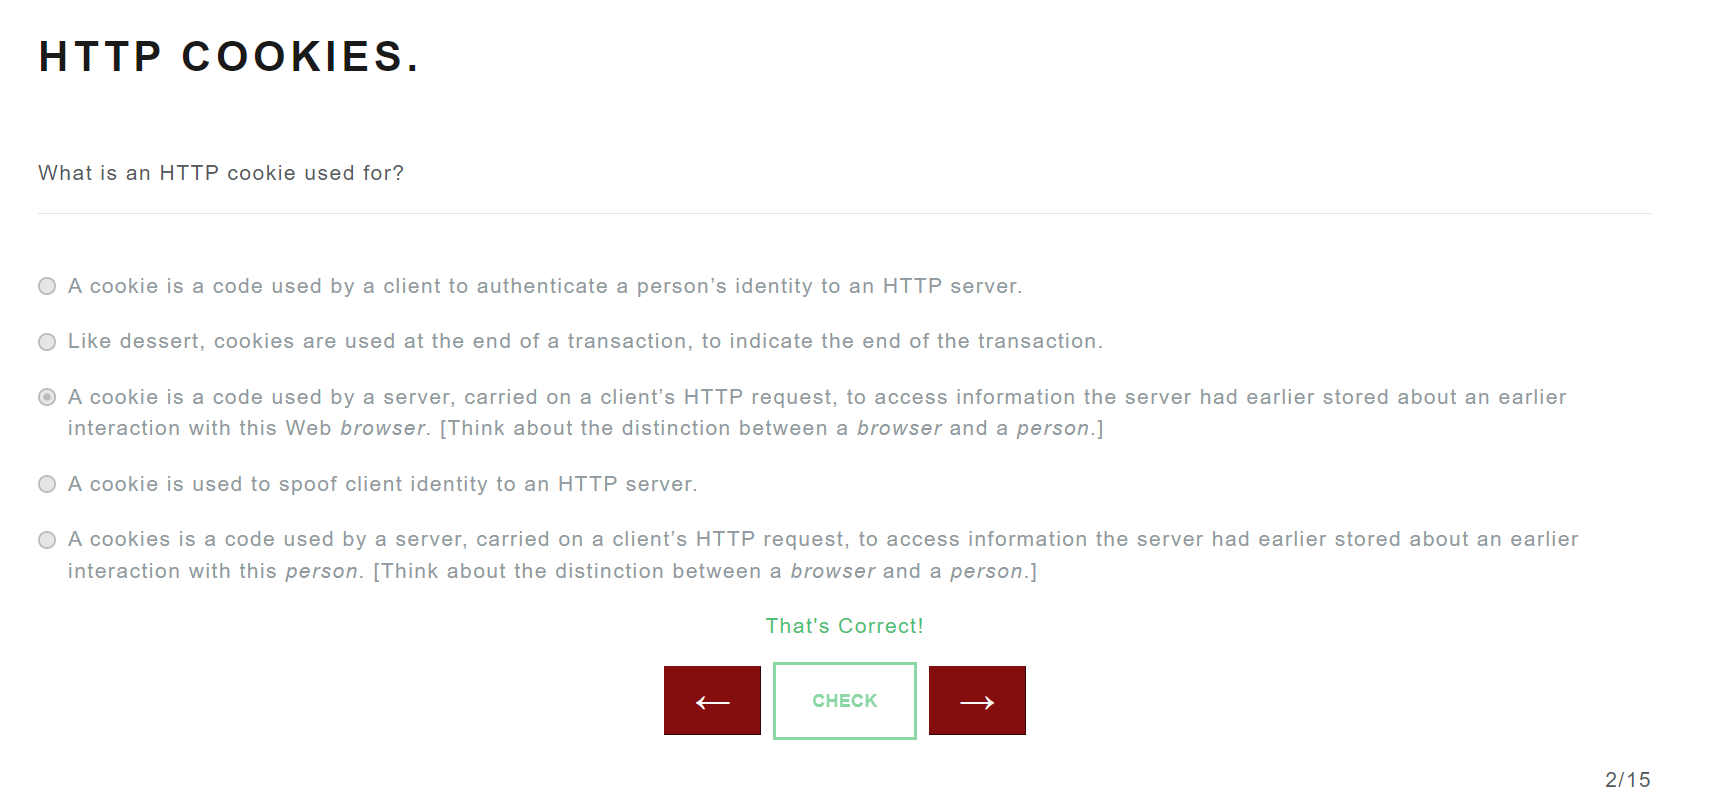 HTTP COOKIES.
What is an HTTP cookie used for?
A cookie is a code used by a client to authenticate a person’s identity to an HTTP server.
Like dessert, cookies are used at the end of a transaction, to indicate the end of the transaction.
A cookie is a code used by a server, carried on a client’s HTTP request, to access information the server had earlier stored about an earlier
interaction with this Web browser. [Think about the distinction between a browser and a person.]
A cookie is used to spoof client identity to an HTTP server.
A cookies is a code used by a server, carried on a client’s HTTP request, to access information the server had earlier stored about an earlier
interaction with this person. [Think about the distinction between a browser and a person.]
That's Correct!
← CHECK →
2/15